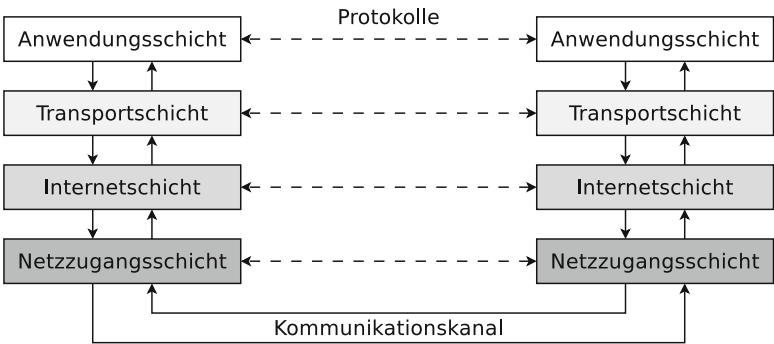 Protokolle
Anwendungsschicht
Anwendungsschicht
Transportschicht
Transportschicht
Internetschicht
Internetschicht
Netzzugangsschicht
Netzzugangsschicht
Kommunikationskanal